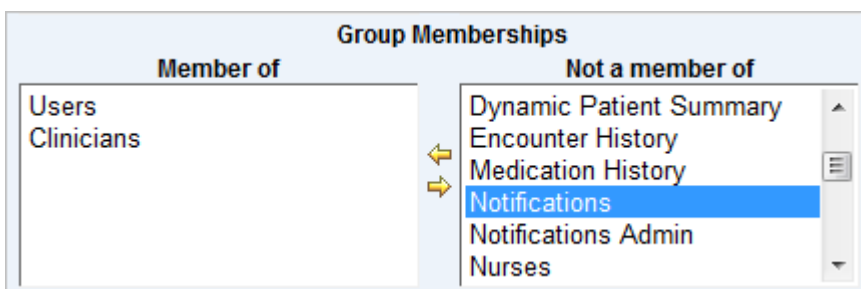 Group Memberships
Member of
Users
Clinicians
Not a member of
Dynamic Patient Summary
Encounter History
Medication History
Notifications
Notifications Admin
Nurses